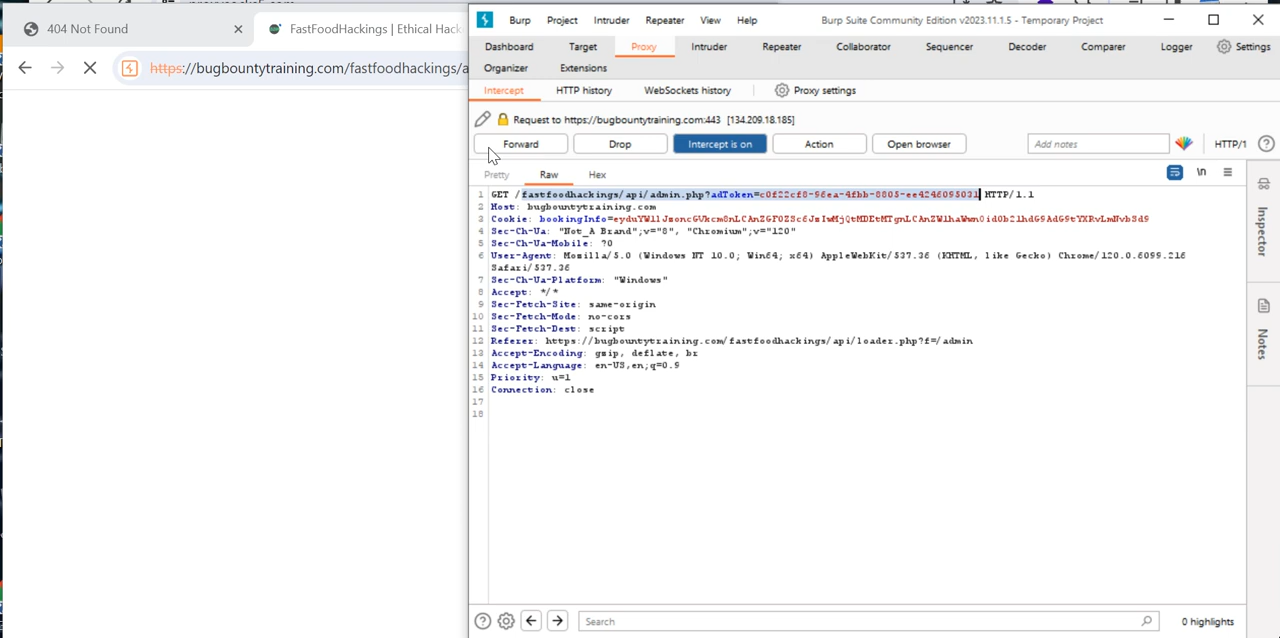 404 Not Found
FastFoodHackings | Ethical Hack
https://bugbountytraining.com/fastfoodhackings/a
Burp Project Intruder Repeater View Help Burp Suite Community Edition v2023.11.1.5 - Temporary Project
Dashboard Target Proxy Intruder Repeater Collaborator Sequencer Decoder Comparer Logger Settings
Organizer Extensions
Intercept HTTP history WebSockets history Proxy settings
Request to https://bugbountytraining.com:443 [134.209.18.185]
Forward Drop Intercept is on Action Open browser Add notes HTTP/1
Pretty Raw Hex \n
1 GET /fastfoodhackings/api/admin.php?adToken=c0f22cf8-96ea-4fbb-8805-ee4246095031 HTTP/1.1
2 Host: bugbountytraining.com
3 Cookie: bookingInfo=
4 Sec-Ch-Ua: "Not_A Brand";v="8", "Chromium";v="120"
5 Sec-Ch-Ua-Mobile: ?0
6 User-Agent: Mozilla/5.0 (Windows NT 10.0; Win64; x64) AppleWebKit/537.36 (KHTML, like Gecko) Chrome/120.0.6099.216
Safari/537.36
7 Sec-Ch-Ua-Platform: "Windows"
8 Accept: */*
9 Sec-Fetch-Site: same-origin
10 Sec-Fetch-Mode: no-cors
11 Sec-Fetch-Dest: script
12 Referer: https://bugbountytraining.com/fastfoodhackings/api/loader.php?f=/admin
13 Accept-Encoding: gzip, deflate, br
14 Accept-Language: en-US,en;q=0.9
15 Priority: u=1
16 Connection: close
17
18
Inspector
Notes
Search 0 highlights